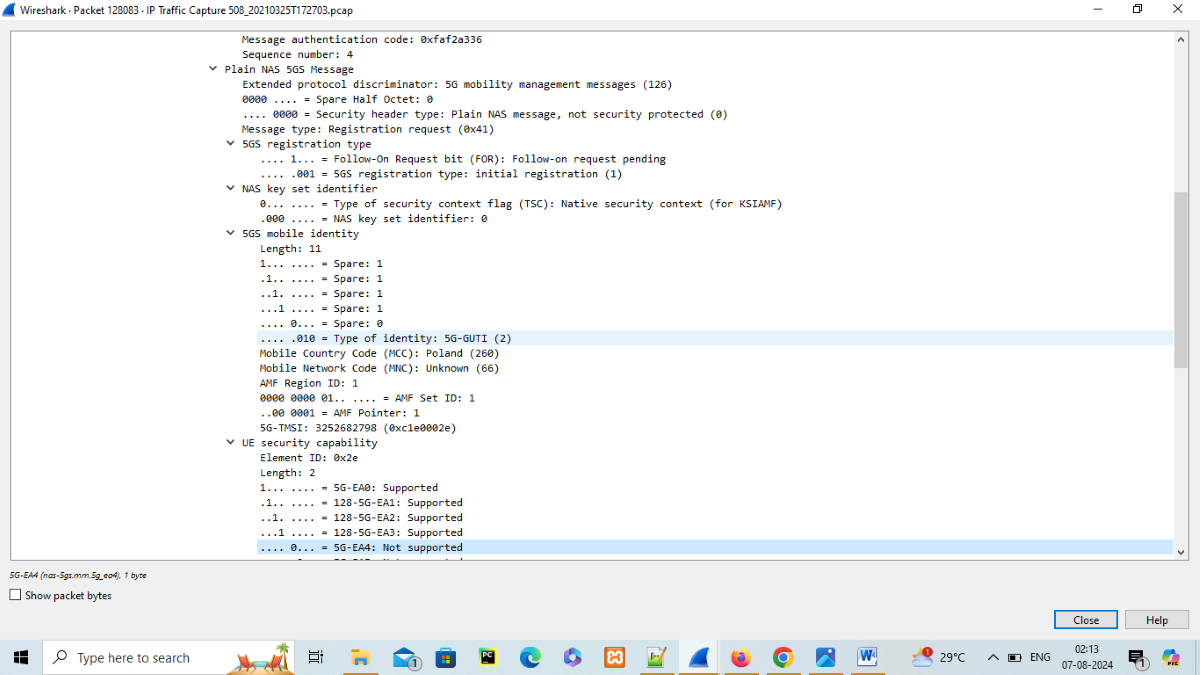 Wireshark · Packet 128083 · IP Traffic Capture 508_20210325T172703.pcap
Message authentication code: 0xfaf2a336
Sequence number: 4
Plain NAS 5GS Message
Extended protocol discriminator: 5G mobility management messages (126)
0000 .... = Spare Half Octet: 0
.... 0000 = Security header type: Plain NAS message, not security protected (0)
Message type: Registration request (0x41)
5GS registration type
.... 1... = Follow-On Request bit (FOR): Follow-on request pending
.... .001 = 5GS registration type: initial registration (1)
NAS key set identifier
0... .... = Type of security context flag (TSC): Native security context (for KSIAMF)
.000 .... = NAS key set identifier: 0
5GS mobile identity
Length: 11
1... .... = Spare: 1
.1.. .... = Spare: 1
..1. .... = Spare: 1
...1 .... = Spare: 1
.... 0... = Spare: 0
.... .010 = Type of identity: 5G-GUTI (2)
Mobile Country Code (MCC): Poland (260)
Mobile Network Code (MNC): Unknown (66)
AMF Region ID: 1
0000 0000 01.. .... = AMF Set ID: 1
..00 0001 = AMF Pointer: 1
5G-TMSI: 3252682798 (0xc1e0002e)
UE security capability
Element ID: 0x2e
Length: 2
1... .... = 5G-EA0: Supported
.1.. .... = 128-5G-EA1: Supported
..1. .... = 128-5G-EA2: Supported
...1 .... = 128-5G-EA3: Supported
.... 0... = 5G-EA4: Not supported
5G-EA4 (nas-5gs.mm.5g_ea4), 1 byte
Show packet bytes
Close
Help
Type here to search
PC
1
W
29°C
ENG
02:13
07-08-2024
1
PRE